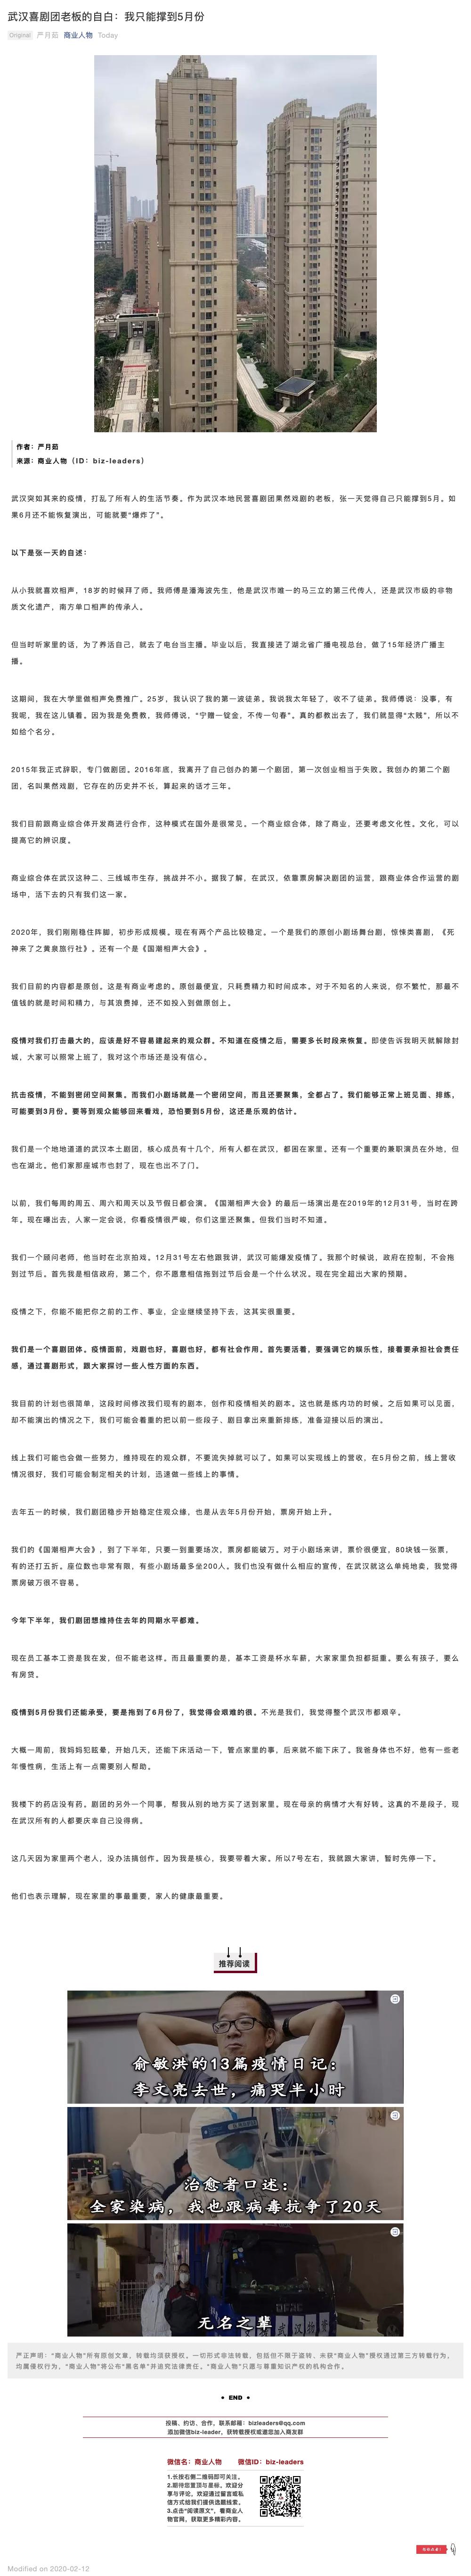 武汉喜剧团老板的自白：我只能撑到5月份
Original 严月茹 商业人物 Today
作者：严月茹
来源：商业人物（ID：biz-leaders）
武汉突如其来的疫情，打乱了所有人的生活节奏。作为武汉本地民营喜剧团果然戏剧的老板，张一天觉得自己只能撑到5月。如
果6月还不能恢复演出，可能就要“爆炸了”。
以下是张一天的自述：
从小我就喜欢相声，18岁的时候拜了师。我师傅是潘海波先生，他是武汉市唯一的马三立的第三代传人，还是武汉市级的非物
质文化遗产，南方单口相声的传承人。
但当时听家里的话，为了养活自己，就去了电台当主播。毕业以后，我直接进了湖北省广播电视总台，做了15年经济广播主
播。
这期间，我在大学里做相声免费推广。25岁，我认识了我的第一波徒弟。我说我太年轻了，收不了徒弟。我师傅说：没事，有
我呢，我在这儿镇着。因为我是免费教，我师傅说，“宁赠一锭金，不传一句春”。真的都教出去了，我们就显得“太贱”，所以不
如给个名分。
2015年我正式辞职，专门做剧团。2016年底，我离开了自己创办的第一个剧团，第一次创业相当于失败。我创办的第二个剧
团，名叫果然戏剧，它存在的历史并不长，算起来的话才三年。
我们目前跟商业综合体开发商进行合作，这种模式在国外是很常见。一个商业综合体，除了商业，还要考虑文化性。文化，可以
提高它的辨识度。
商业综合体在武汉这种二、三线城市生存，挑战并不小。据我了解，在武汉，依靠票房解决剧团的运营，跟商业体合作运营的剧
场中，活下去的只有我们这一家。
2020年，我们刚刚稳住阵脚，初步形成规模。现在有两个产品比较稳定。一个是我们的原创小剧场舞台剧，惊悚类喜剧，《死
神来了之黄泉旅行社》。还有一个是《国潮相声大会》。
我们目前的内容都是原创。这是有商业考虑的。原创最便宜，只耗费精力和时间成本。对于不知名的人来说，你不繁忙，那最不
值钱的就是时间和精力，与其浪费掉，还不如投入到做原创上。
疫情对我们打击最大的，应该是好不容易建起来的观众群。不知道在疫情之后，需要多长时段来恢复。即使告诉我明天就解除封
城，大家可以照常上班了，我对这个市场还是没有信心。
抗击疫情，不能到密闭空间聚集。而我们小剧场就是一个密闭空间，而且还要聚集，全都占了。我们能够正常上班见面、排练，
可能要到3月份。要等到观众能够回来看戏，恐怕要到5月份，这还是乐观的估计。
我们是一个地地道道的武汉本土剧团，核心成员有十几个，所有人都在武汉，都困在家里。还有一个重要的兼职演员在外地，但
也在湖北。他们家那座城市也封了，现在也出不了门。
以前，我们每周的周五、周六和周天以及节假日都会演。《国潮相声大会》的最后一场演出是在2019年的12月31号，当时在跨
年。现在曝出去，人家一定会说，你看疫情很严峻，你们这里还聚集。但我们当时不知道。
我们一个顾问老师，他当时在北京拍戏。12月31号左右他跟我讲，武汉可能爆发疫情了。我那个时候说，政府在控制，不会拖
到过节后。首先我是相信政府，第二个，你不愿意相信拖到过节后会是一个什么状况。现在完全超出大家的预期。
疫情之下，你能不能把你之前的工作、事业，企业继续坚持下去，这其实很重要。
我们是一个喜剧团体。疫情面前，戏剧也好，喜剧也好，都有社会作用。首先要活着，要强调它的娱乐性，接着要承担社会责任
感，通过喜剧形式，跟大家探讨一些人性方面的东西。
我目前的计划也很简单，这段时间修改我们现有的剧本，创作和疫情相关的剧本。这也就是练内功的时候。之后如果可以见面，
却不能演出的情况之下，我们可能会着重的把以前一些段子、剧目拿出来重新排练，准备迎接以后的演出。
线上我们可能也会做一些努力，维持现在的观众群，不要流失掉就可以了。如果可以实现线上的营收，在5月份之前，线上营收
情况很好，我们可能会制定相关的计划，迅速做一些线上的事情。
去年五一的时候，我们剧团稳步开始稳定住观众缘，也是从去年5月份开始，票房开始上升。
我们的《国潮相声大会》，到了下半年，只要一到重要场次，票房都能破万。对于小剧场来讲，票价很便宜，80块钱一张票，
有的还打五折。座位数也非常有限，有些小剧场最多坐200人。我们也没有做什么相应的宣传，在武汉就这么单纯地卖，我觉得
票房破万很不容易。
今年下半年，我们剧团想维持住去年的同期水平都难。
现在员工基本工资是我在发，但不能老这样。而且最重要的是，基本工资是杯水车薪，大家家里负担都挺重。要么有孩子，要么
有房贷。
疫情到5月份我们还能承受，要是拖到了6月份了，我觉得会艰难的很。不光是我们，我觉得整个武汉市都艰辛。
大概一周前，我妈妈犯眩晕，开始几天，还能下床活动一下，管点家里的事，后来就不能下床了。我爸身体也不好，他有一些老
年慢性病，生活上有一点需要别人帮助。
我楼下的药店没有药。剧团的另外一个同事，帮我从别的地方买了送到家里。现在母亲的病情才大有好转。这真的不是段子，现
在武汉所有的人都要庆幸自己没得病。
这几天因为家里两个老人，没办法搞创作。因为我是核心，我要带着大家。所以7号左右，我就跟大家讲，暂时先停一下。
他们也表示理解，现在家里的事最重要，家人的健康最重要。
推荐阅读
俞敏洪的13篇疫情日记：
李文亮去世，痛哭半小时
治愈者口述：
全家染病，我也跟病毒抗争了20天
无名之辈
严正声明：“商业人物”所有原创文章，转载均须获授权。一切形式非法转载，包括但不限于盗转、未获“商业人物”授权通过第三方转载行为，
均属侵权行为，“商业人物”将公布“黑名单”并追究法律责任。“商业人物”只愿与尊重知识产权的机构合作。
END
投稿、约访、合作，联系邮箱：bizleaders@qq.com
添加微信biz-leader，获转载授权或邀您加入商友群
微信名：商业人物 微信ID：biz-leaders
1.长按右侧二维码即可关注。
2.期待您置顶与星标，欢迎分
享与评论，欢迎通过留言或私
信方式给我们提供选题线索。
3.点击“阅读原文”，看商业人
物官网，获取更多精彩内容。
Modified on 2020-02-12